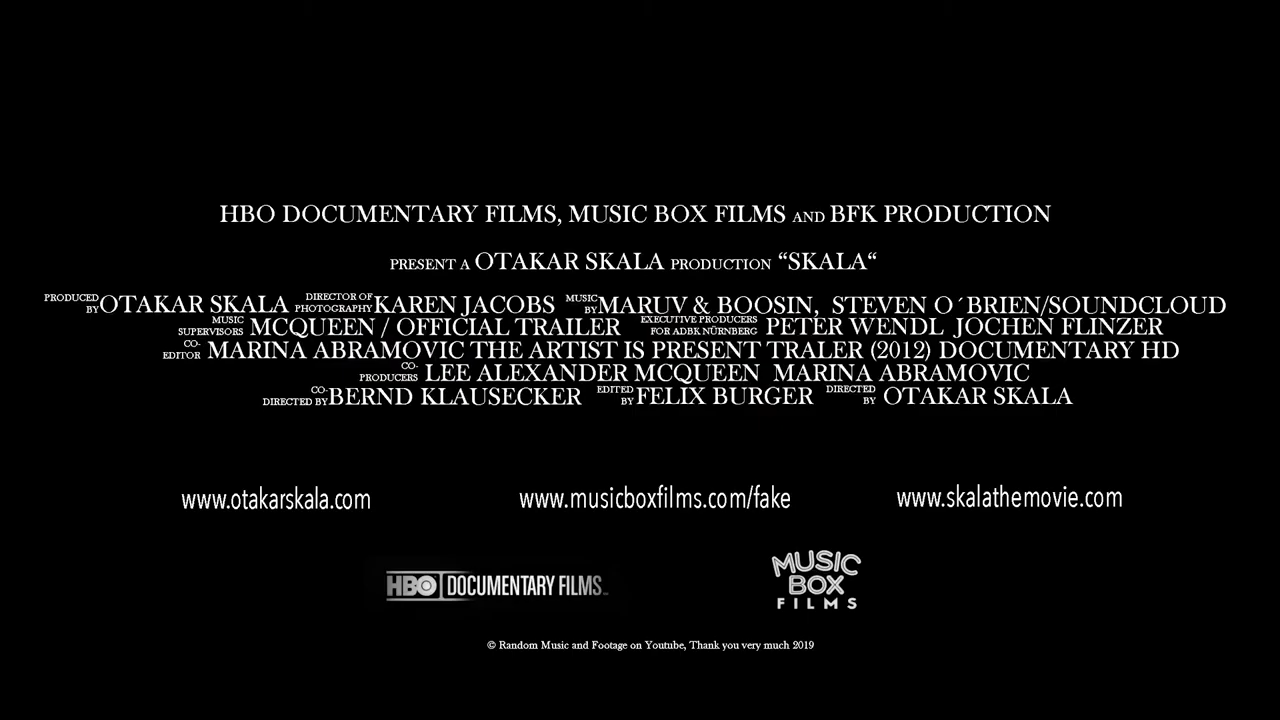 HBO DOCUMENTARY FILMS, MUSIC BOX FILMS AND BFK PRODUCTION
PRESENT A OTAKAR SKALA PRODUCTION “SKALA“
PRODUCED BY OTAKAR SKALA DIRECTOR OF PHOTOGRAPHY KAREN JACOBS MUSIC BY MARUV & BOOSIN, STEVEN O´BRIEN/SOUNDCLOUD
MUSIC SUPERVISORS MCQUEEN / OFFICIAL TRAILER EXECUTIVE PRODUCERS FOR ADBK NÜRNBERG PETER WENDL JOCHEN FLINZER
CO-EDITOR MARINA ABRAMOVIC THE ARTIST IS PRESENT TRALER (2012) DOCUMENTARY HD
CO-PRODUCERS LEE ALEXANDER MCQUEEN MARINA ABRAMOVIC
CO-DIRECTED BY BERND KLAUSECKER EDITED BY FELIX BURGER DIRECTED BY OTAKAR SKALA
www.otakarskala.com www.musicboxfilms.com/fake www.skalathemovie.com
HBO DOCUMENTARY FILMS
MUSIC
BOX
FILMS
© Random Music and Footage on Youtube, Thank you very much 2019